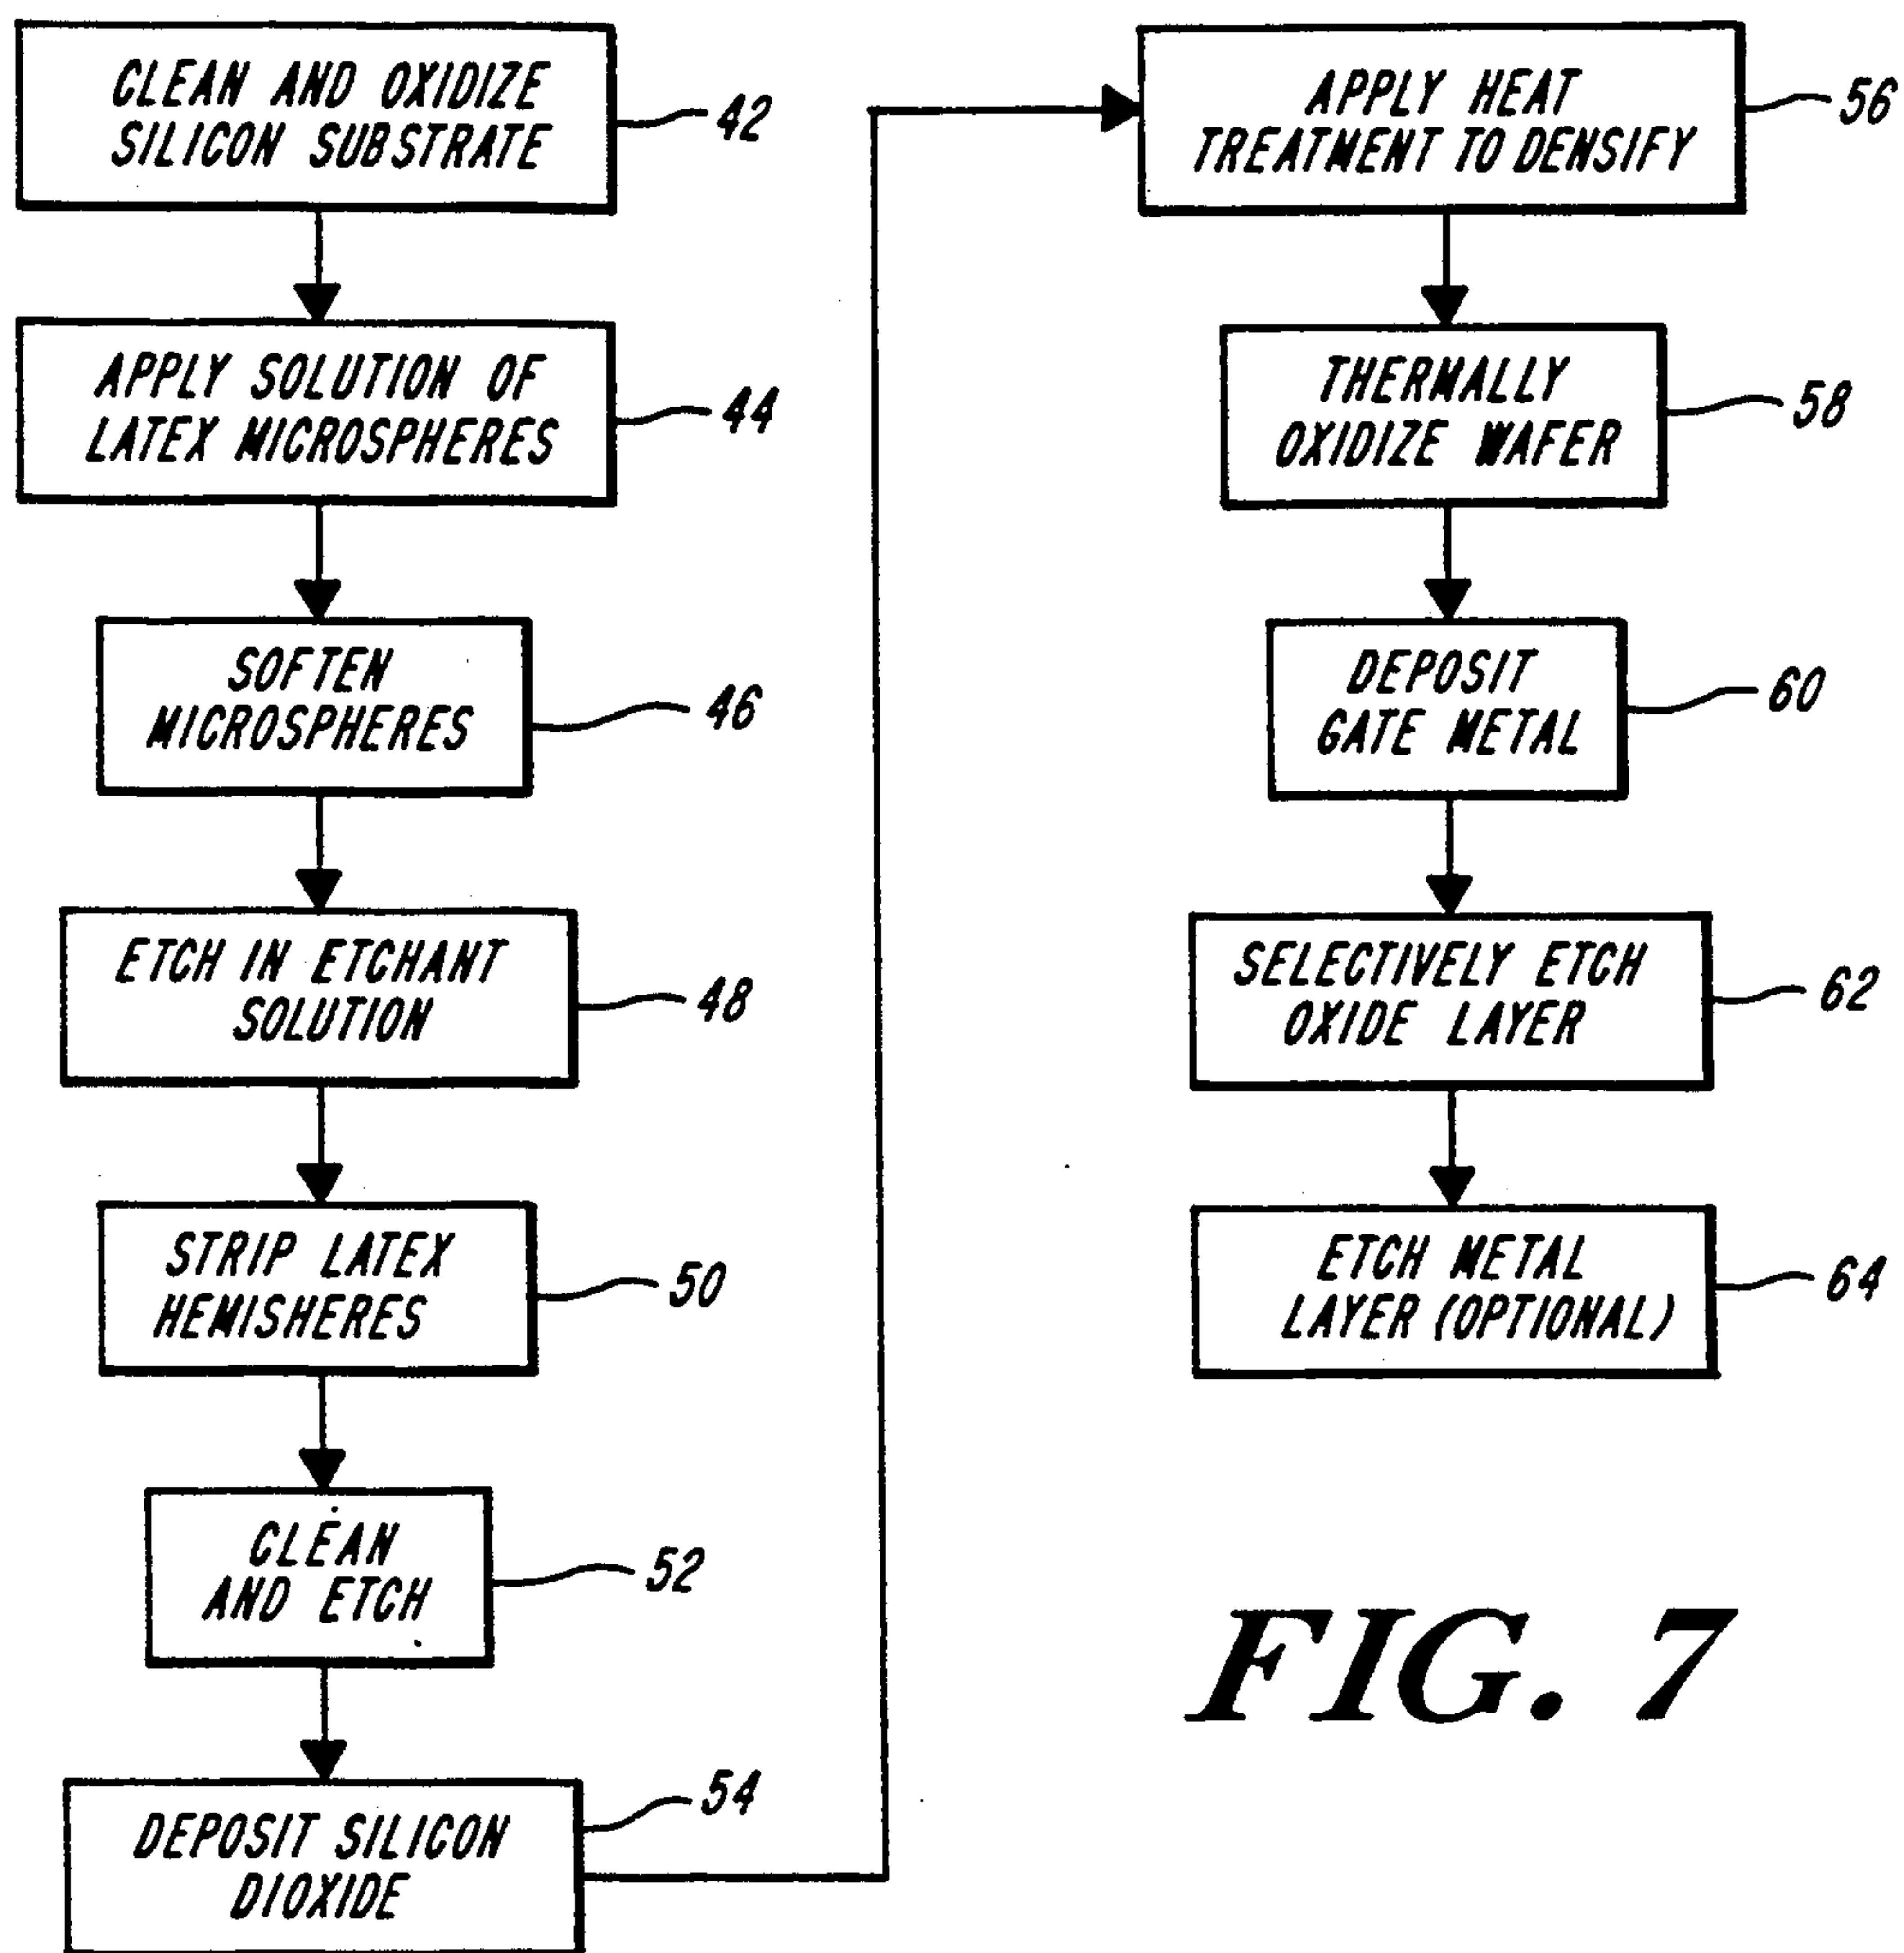 CLEAN AND OXIDIZE
SILICON SUBSTRATE
42
APPLY SOLUTION OF
LATEX MICROSPHERES
44
SOFTEN
MICROSPHERES
46
ETCH IN ETCHANT
SOLUTION
48
STRIP LATEX
HEMISHERES
50
CLEAN
AND ETCH
52
DEPOSIT SILICON
DIOXIDE
54
APPLY HEAT
TREATMENT TO DENSIFY
56
THERMALLY
OXIDIZE WAFER
58
DEPOSIT
GATE METAL
60
SELECTIVELY ETCH
OXIDE LAYER
62
ETCH METAL
LAYER (OPTIONAL)
64
FIG. 7